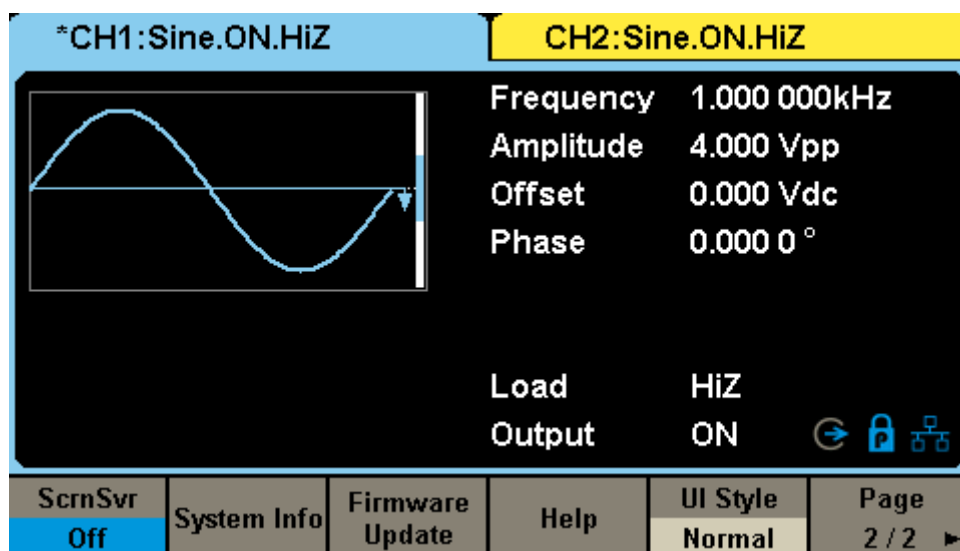 *CH1:Sine.ON.HiZ
CH2:Sine.ON.HiZ
Frequency 1.000 000kHz
Amplitude 4.000 Vpp
Offset 0.000 Vdc
Phase 0.000 0 °
Load HiZ
Output ON
ScrnSvr
Off
System Info
Firmware
Update
Help
UI Style
Normal
Page
2 / 2 ►